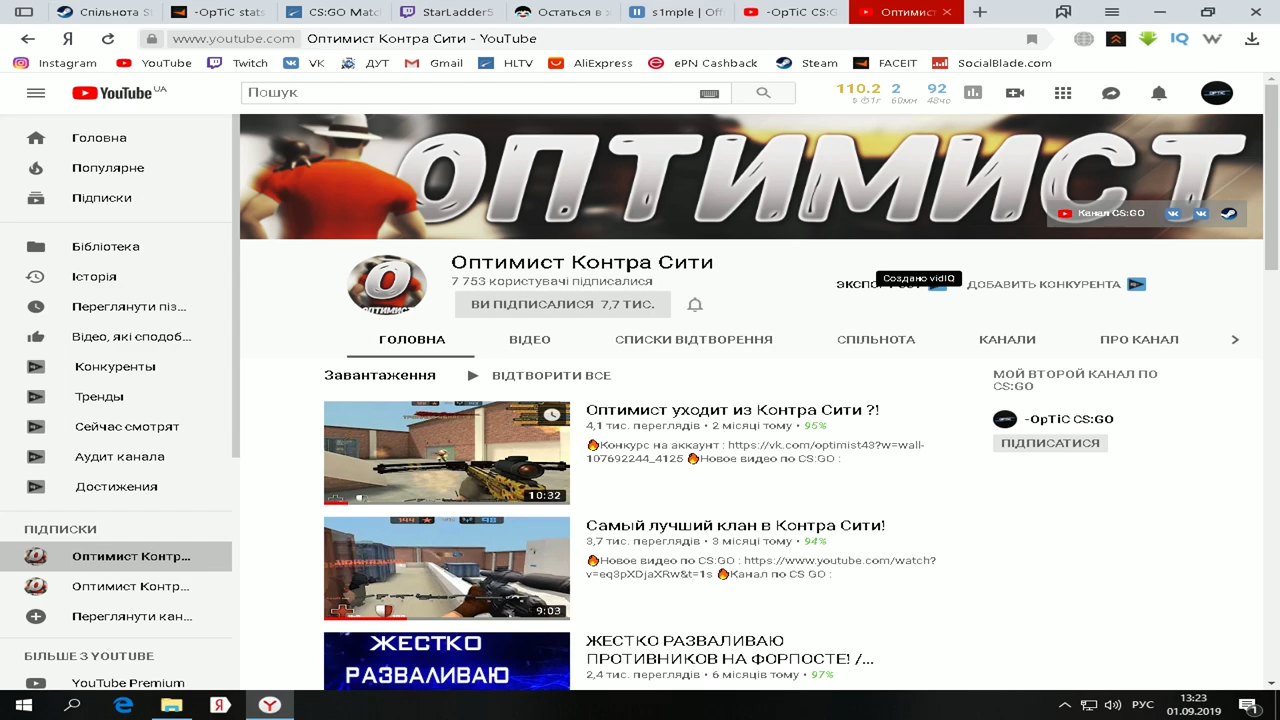 Спільнота S
-OpTiC stats
CS:GO Matc
StarLadder5
Остаться в
s1mple | Off
-OpTiC CS:G
Оптимист
www.youtube.com Оптимист Контра Сити - YouTube
Instagram YouTube Twitch VK ДУТ Gmail HLTV AliExpress ePN Cashback Steam FACEIT SocialBlade.com
YouTube UA
Пошук
110.2 2 92
1г 60мн 48чс
Головна
Популярне
Підписки
Бібліотека
Історія
Переглянути піз...
Відео, які сподоб...
Конкуренты
Тренды
Сейчас смотрят
Аудит канала
Достижения
ПІДПИСКИ
Оптимист Контр...
Оптимист Контр...
Переглянути кан...
БІЛЬШЕ З YOUTUBE
YouTube Premium
ОПТИМИСТ
Канал CS:GO
Оптимист Контра Сити
7 753 користувачі підписалися
ВИ ПІДПИСАЛИСЯ 7,7 ТИС.
Создано vidIQ
ДОБАВИТЬ КОНКУРЕНТА
ГОЛОВНА ВІДЕО СПИСКИ ВІДТВОРЕННЯ СПІЛЬНОТА КАНАЛИ ПРО КАНАЛ
Завантаження ВІДТВОРИТИ ВСЕ
10:32
Оптимист уходит из Контра Сити ?!
4,1 тис. переглядів • 2 місяці тому • 95%
🔥Конкурс на аккаунт : https://vk.com/optimist43?w=wall-
107692244_4125 🔥Новое видео по CS:GO :
9:03
Самый лучший клан в Контра Сити!
3,7 тис. переглядів • 3 місяці тому • 94%
🔥Новое видео по CS:GO : https://www.youtube.com/watch?
v=eq3pXDjaXRw&t=1s 🔥Канал по CS GO :
ЖЕСТКО
РАЗВАЛИВАЮ
ЖЕСТКО РАЗВАЛИВАЮ
ПРОТИВНИКОВ НА ФОРПОСТЕ! /...
2,4 тис. переглядів • 6 місяців тому • 97%
МОЙ ВТОРОЙ КАНАЛ ПО
CS:GO
-OpTiC CS:GO
ПІДПИСАТИСЯ
РУС
13:23
01.09.2019